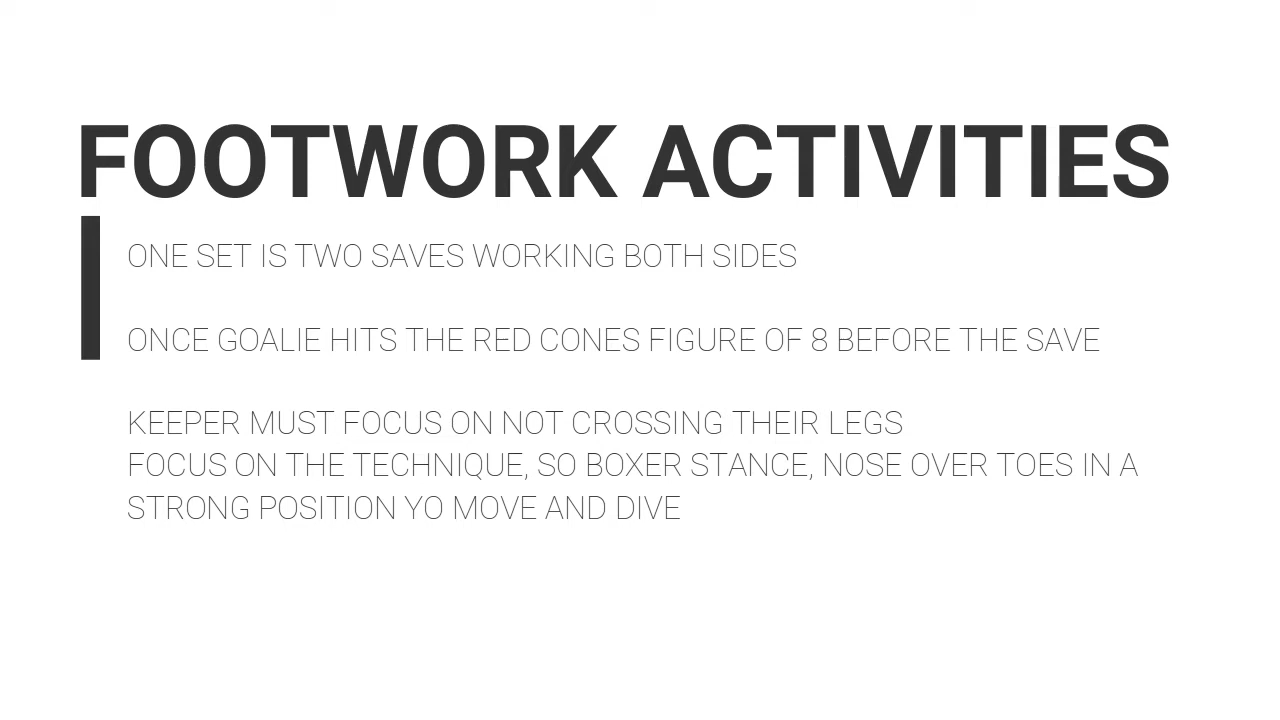 FOOTWORK ACTIVITIES
ONE SET IS TWO SAVES WORKING BOTH SIDES
ONCE GOALIE HITS THE RED CONES FIGURE OF 8 BEFORE THE SAVE
KEEPER MUST FOCUS ON NOT CROSSING THEIR LEGS
FOCUS ON THE TECHNIQUE, SO BOXER STANCE, NOSE OVER TOES IN A
STRONG POSITION YO MOVE AND DIVE